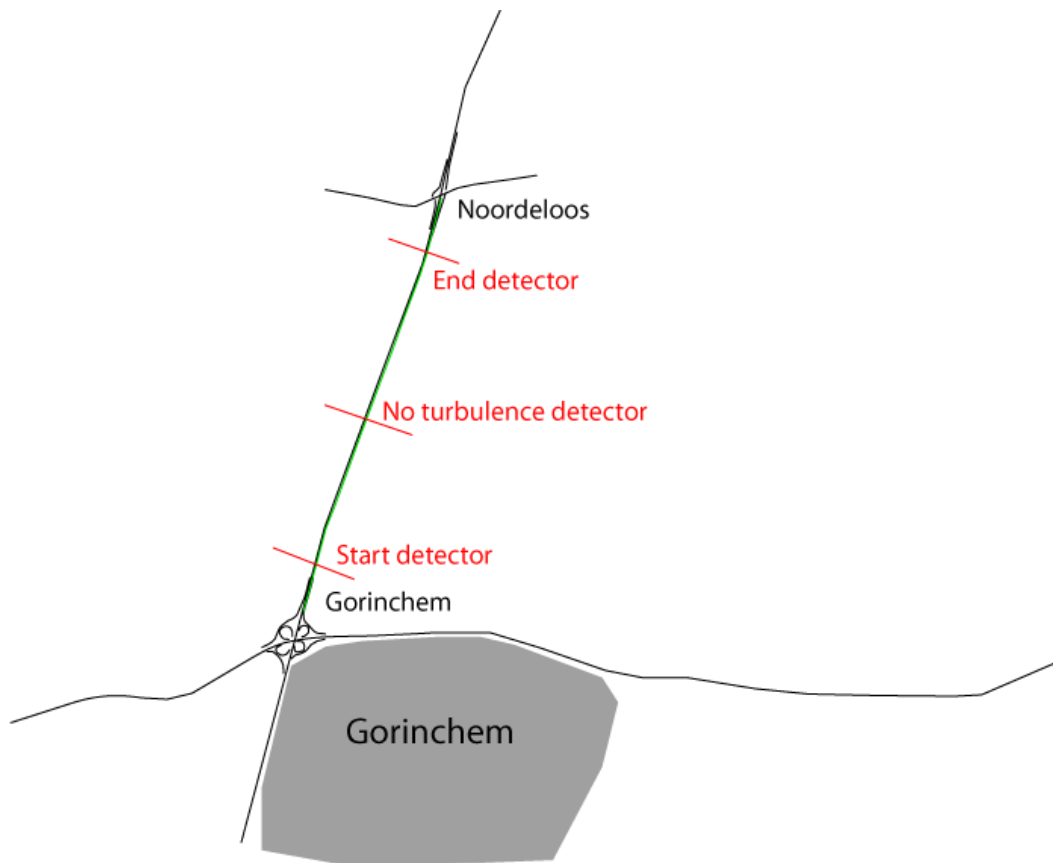 Noordeloos
End detector
No turbulence detector
Start detector
Gorinchem
Gorinchem